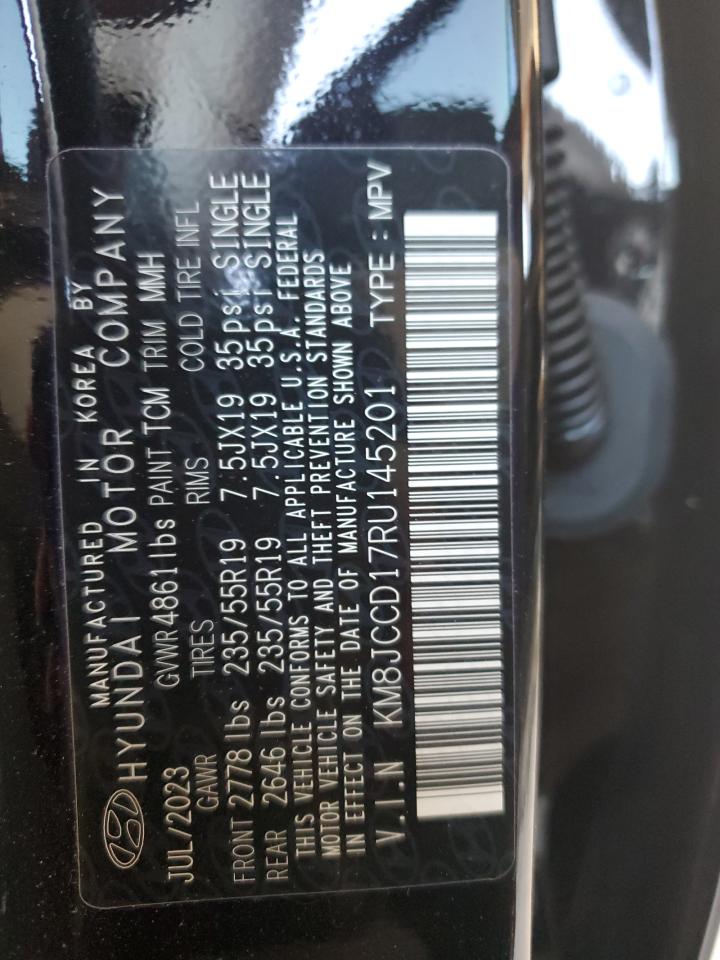 MANUFACTURED IN KOREA BY
HYUNDAI MOTOR COMPANY
JUL/2023 GVWR4861lbs PAINT TCM TRIM MMH
GAWR TIRES RIMS COLD TIRE INFL
FRONT 2778 lbs 235/55R19 7.5JX19 35psi SINGLE
REAR 2646 lbs 235/55R19 7.5JX19 35psi SINGLE
THIS VEHICLE CONFORMS TO ALL APPLICABLE U.S.A. FEDERAL
MOTOR VEHICLE SAFETY AND THEFT PREVENTION STANDARDS
IN EFFECT ON THE DATE OF MANUFACTURE SHOWN ABOVE
V.I.N KM8JCCD17RU145201 TYPE : MPV